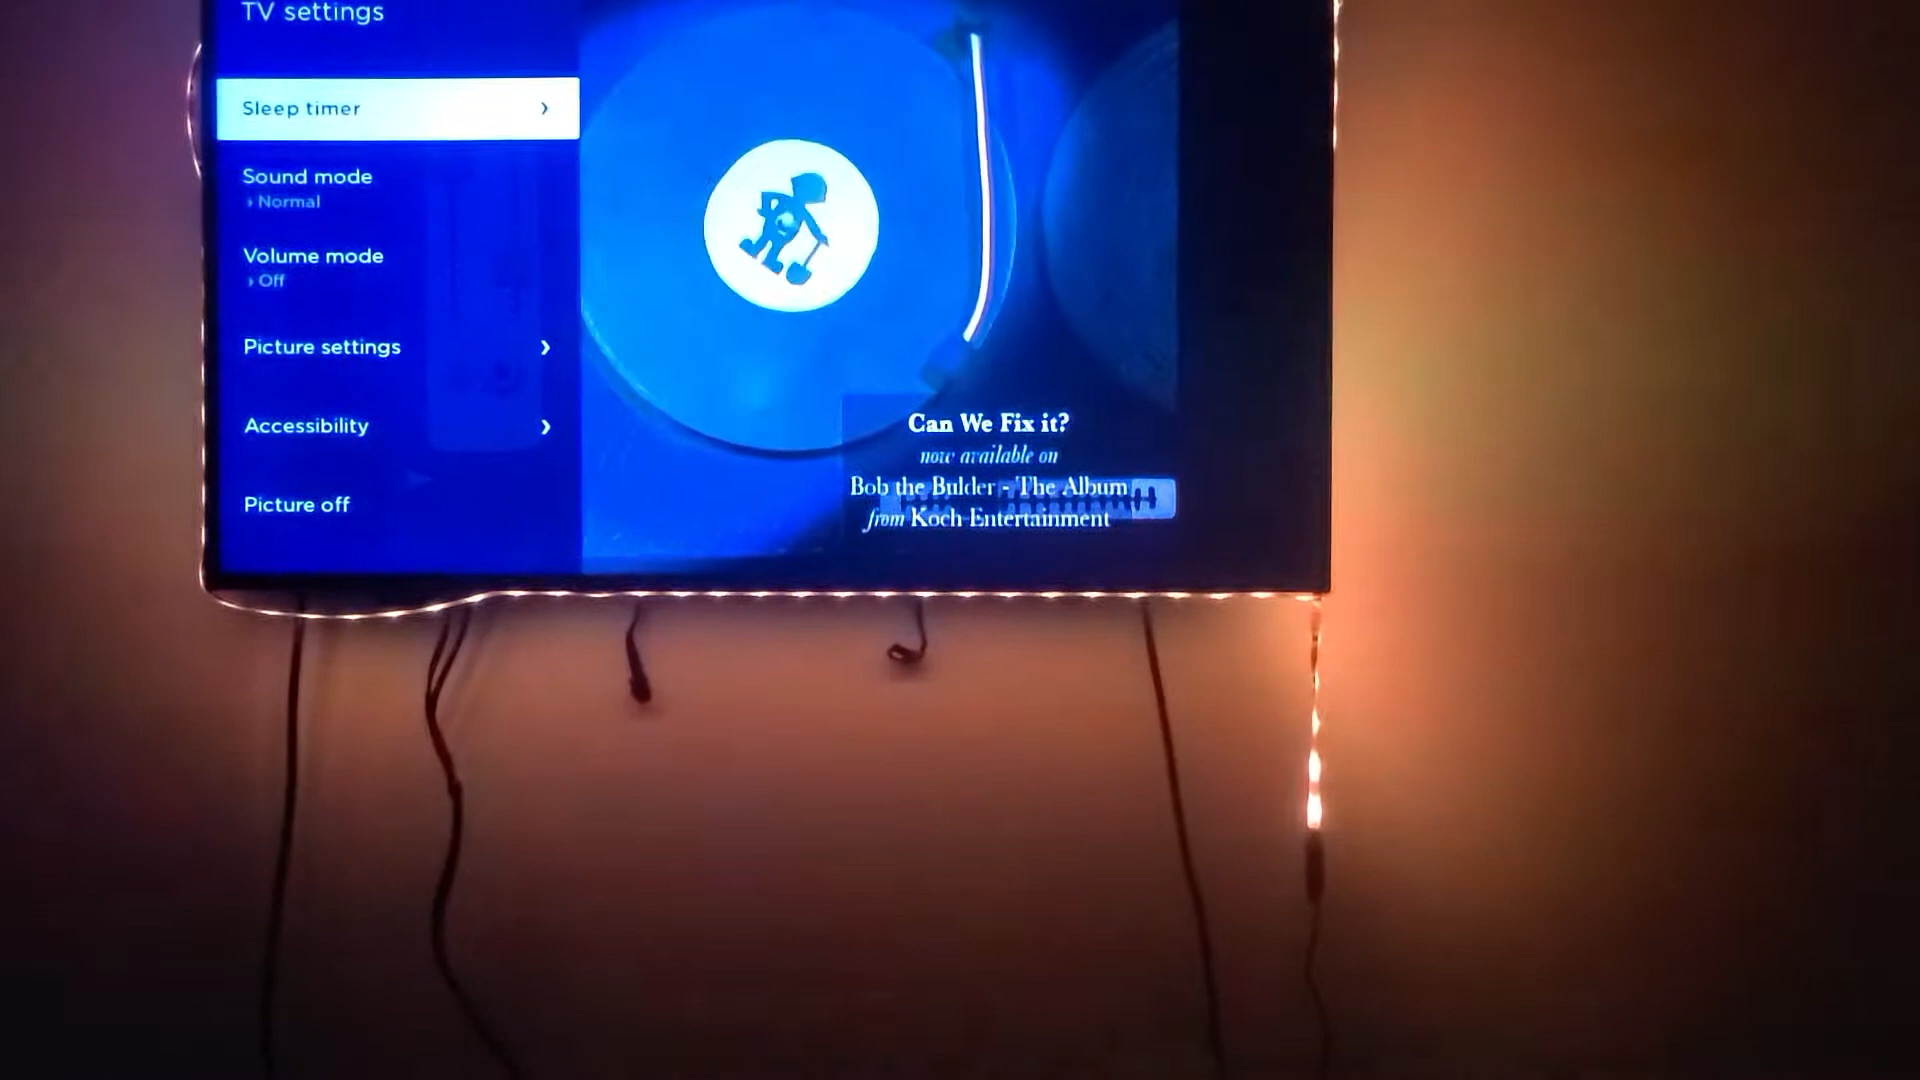 TV settings
Sleep timer
Sound mode
Normal
Volume mode
Off
Picture settings
Accessibility
Picture off
Can We Fix it?
now available on
Bob the Bulder - The Album
from Koch Entertainment